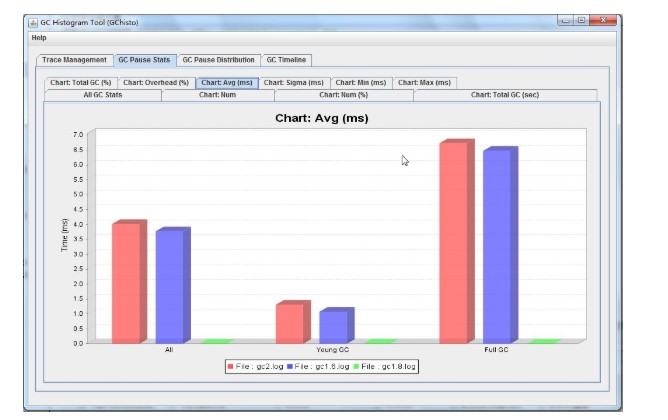 GC Histogram Tool (GChisto)
Help
Trace Management GC Pause Stats GC Pause Distribution GC Timeline
Chart: Total GC (%) Chart: Overhead (%) Chart: Avg (ms) Chart: Sigma (ms) Chart: Min (ms) Chart: Max (ms)
All GC Stats Chart: Num Chart: Num (%) Chart: Total GC (sec)
Chart: Avg (ms)
7.0
6.5
6.0
5.5
5.0
4.5
4.0
3.5
3.0
2.5
2.0
1.5
1.0
0.5
0.0
Time (ms)
All Young GC Full GC
File : gc2.log File : gc1.6.log File : gc1.8.log